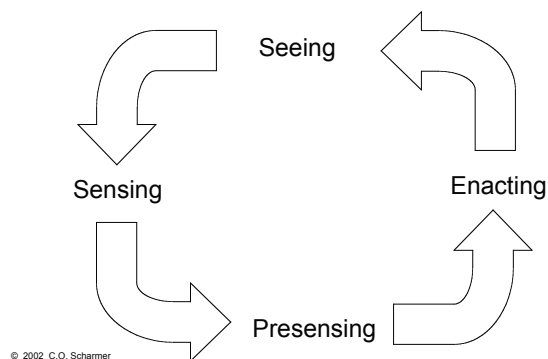 Seeing
Sensing
Enacting
Presensing
© 2002 C.O. Scharmer